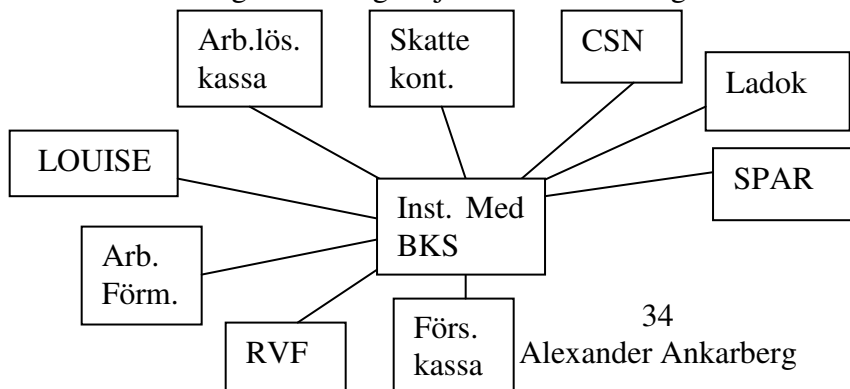 Arb.lös.
kassa
Skatte
kont.
CSN
Ladok
LOUISE
SPAR
Inst. Med
BKS
Arb.
Förm.
RVF
Förs.
kassa
34
Alexander Ankarberg